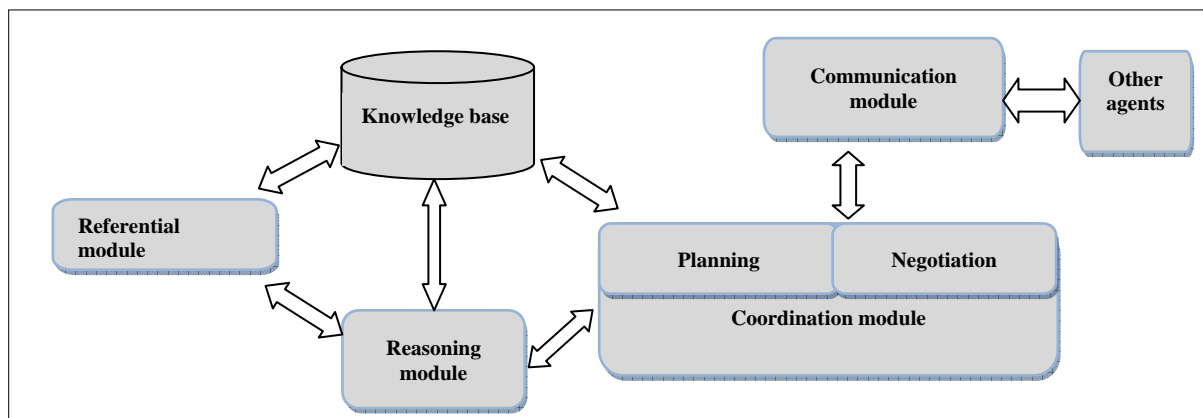 Knowledge base
Communication
module
Other
agents
Referential
module
Planning
Negotiation
Coordination module
Reasoning
module